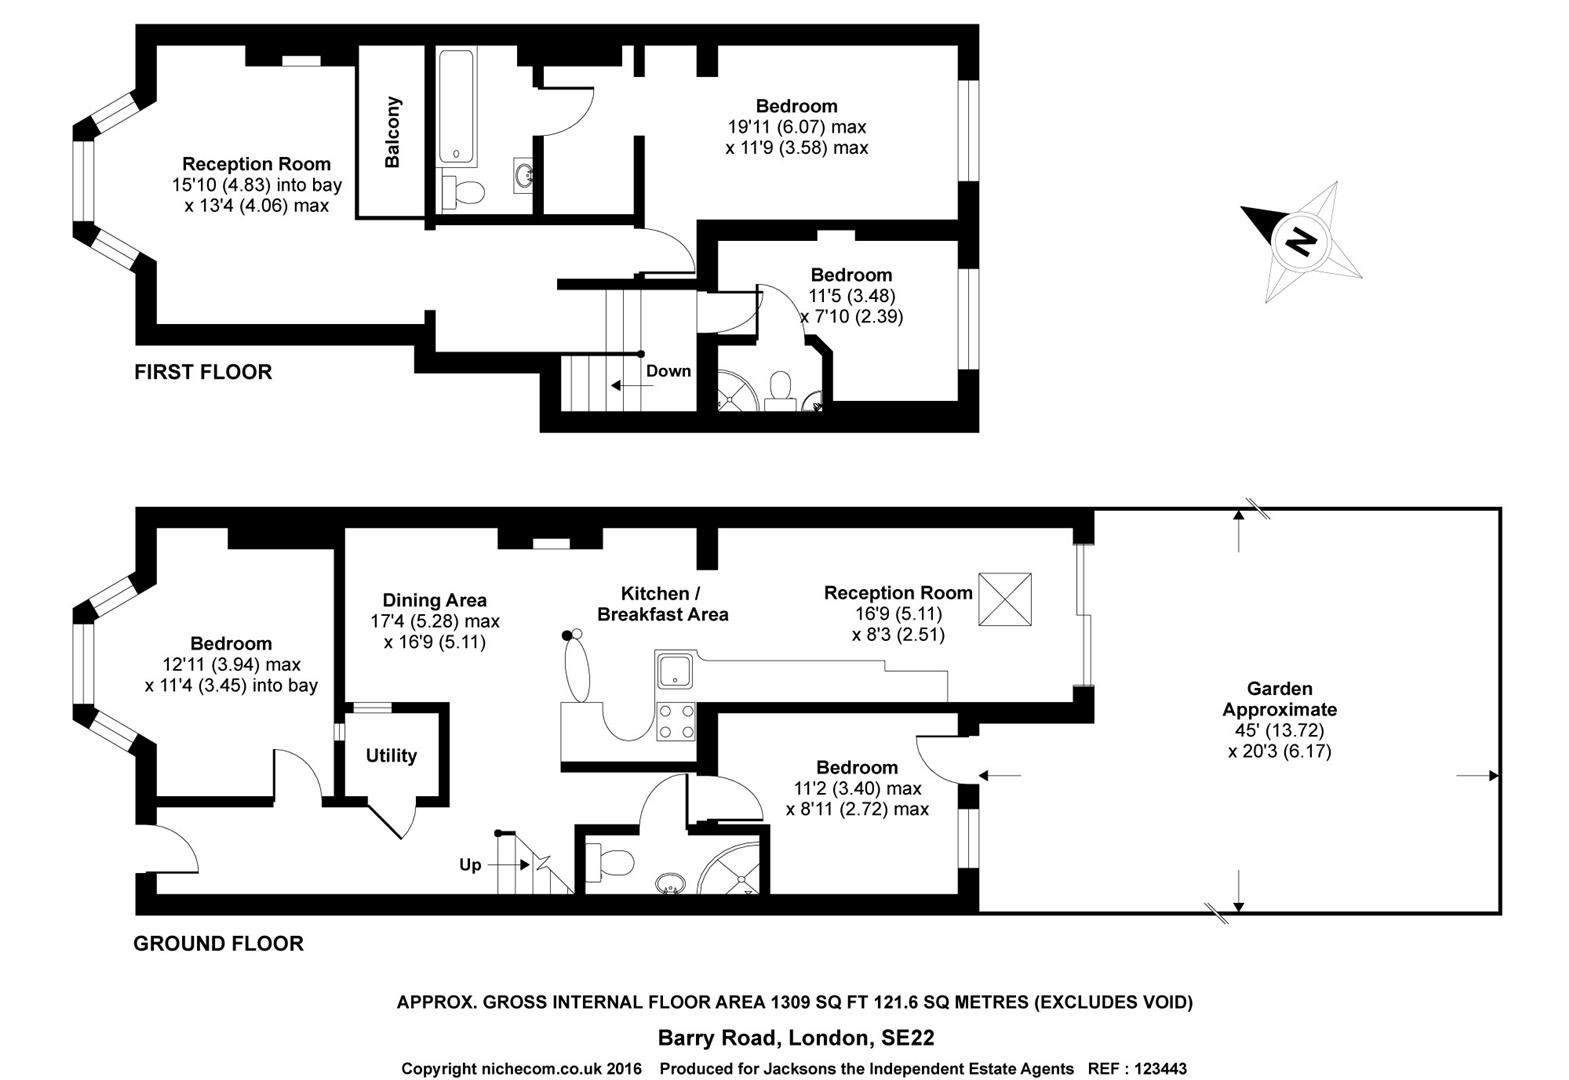 Reception Room
15'10 (4.83) into bay
x 13'4 (4.06) max
Balcony
Bedroom
19'11 (6.07) max
x 11'9 (3.58) max
Bedroom
11'5 (3.48)
x 7'10 (2.39)
Down
N
FIRST FLOOR
Bedroom
12'11 (3.94) max
x 11'4 (3.45) into bay
Dining Area
17'4 (5.28) max
x 16'9 (5.11)
Kitchen /
Breakfast Area
Reception Room
16'9 (5.11)
x 8'3 (2.51)
Utility
Bedroom
11'2 (3.40) max
x 8'11 (2.72) max
Up
Garden
Approximate
45' (13.72)
x 20'3 (6.17)
GROUND FLOOR
APPROX. GROSS INTERNAL FLOOR AREA 1309 SQ FT 121.6 SQ METRES (EXCLUDES VOID)
Barry Road, London, SE22
Copyright nichecom.co.uk 2016 Produced for Jacksons the Independent Estate Agents REF : 123443